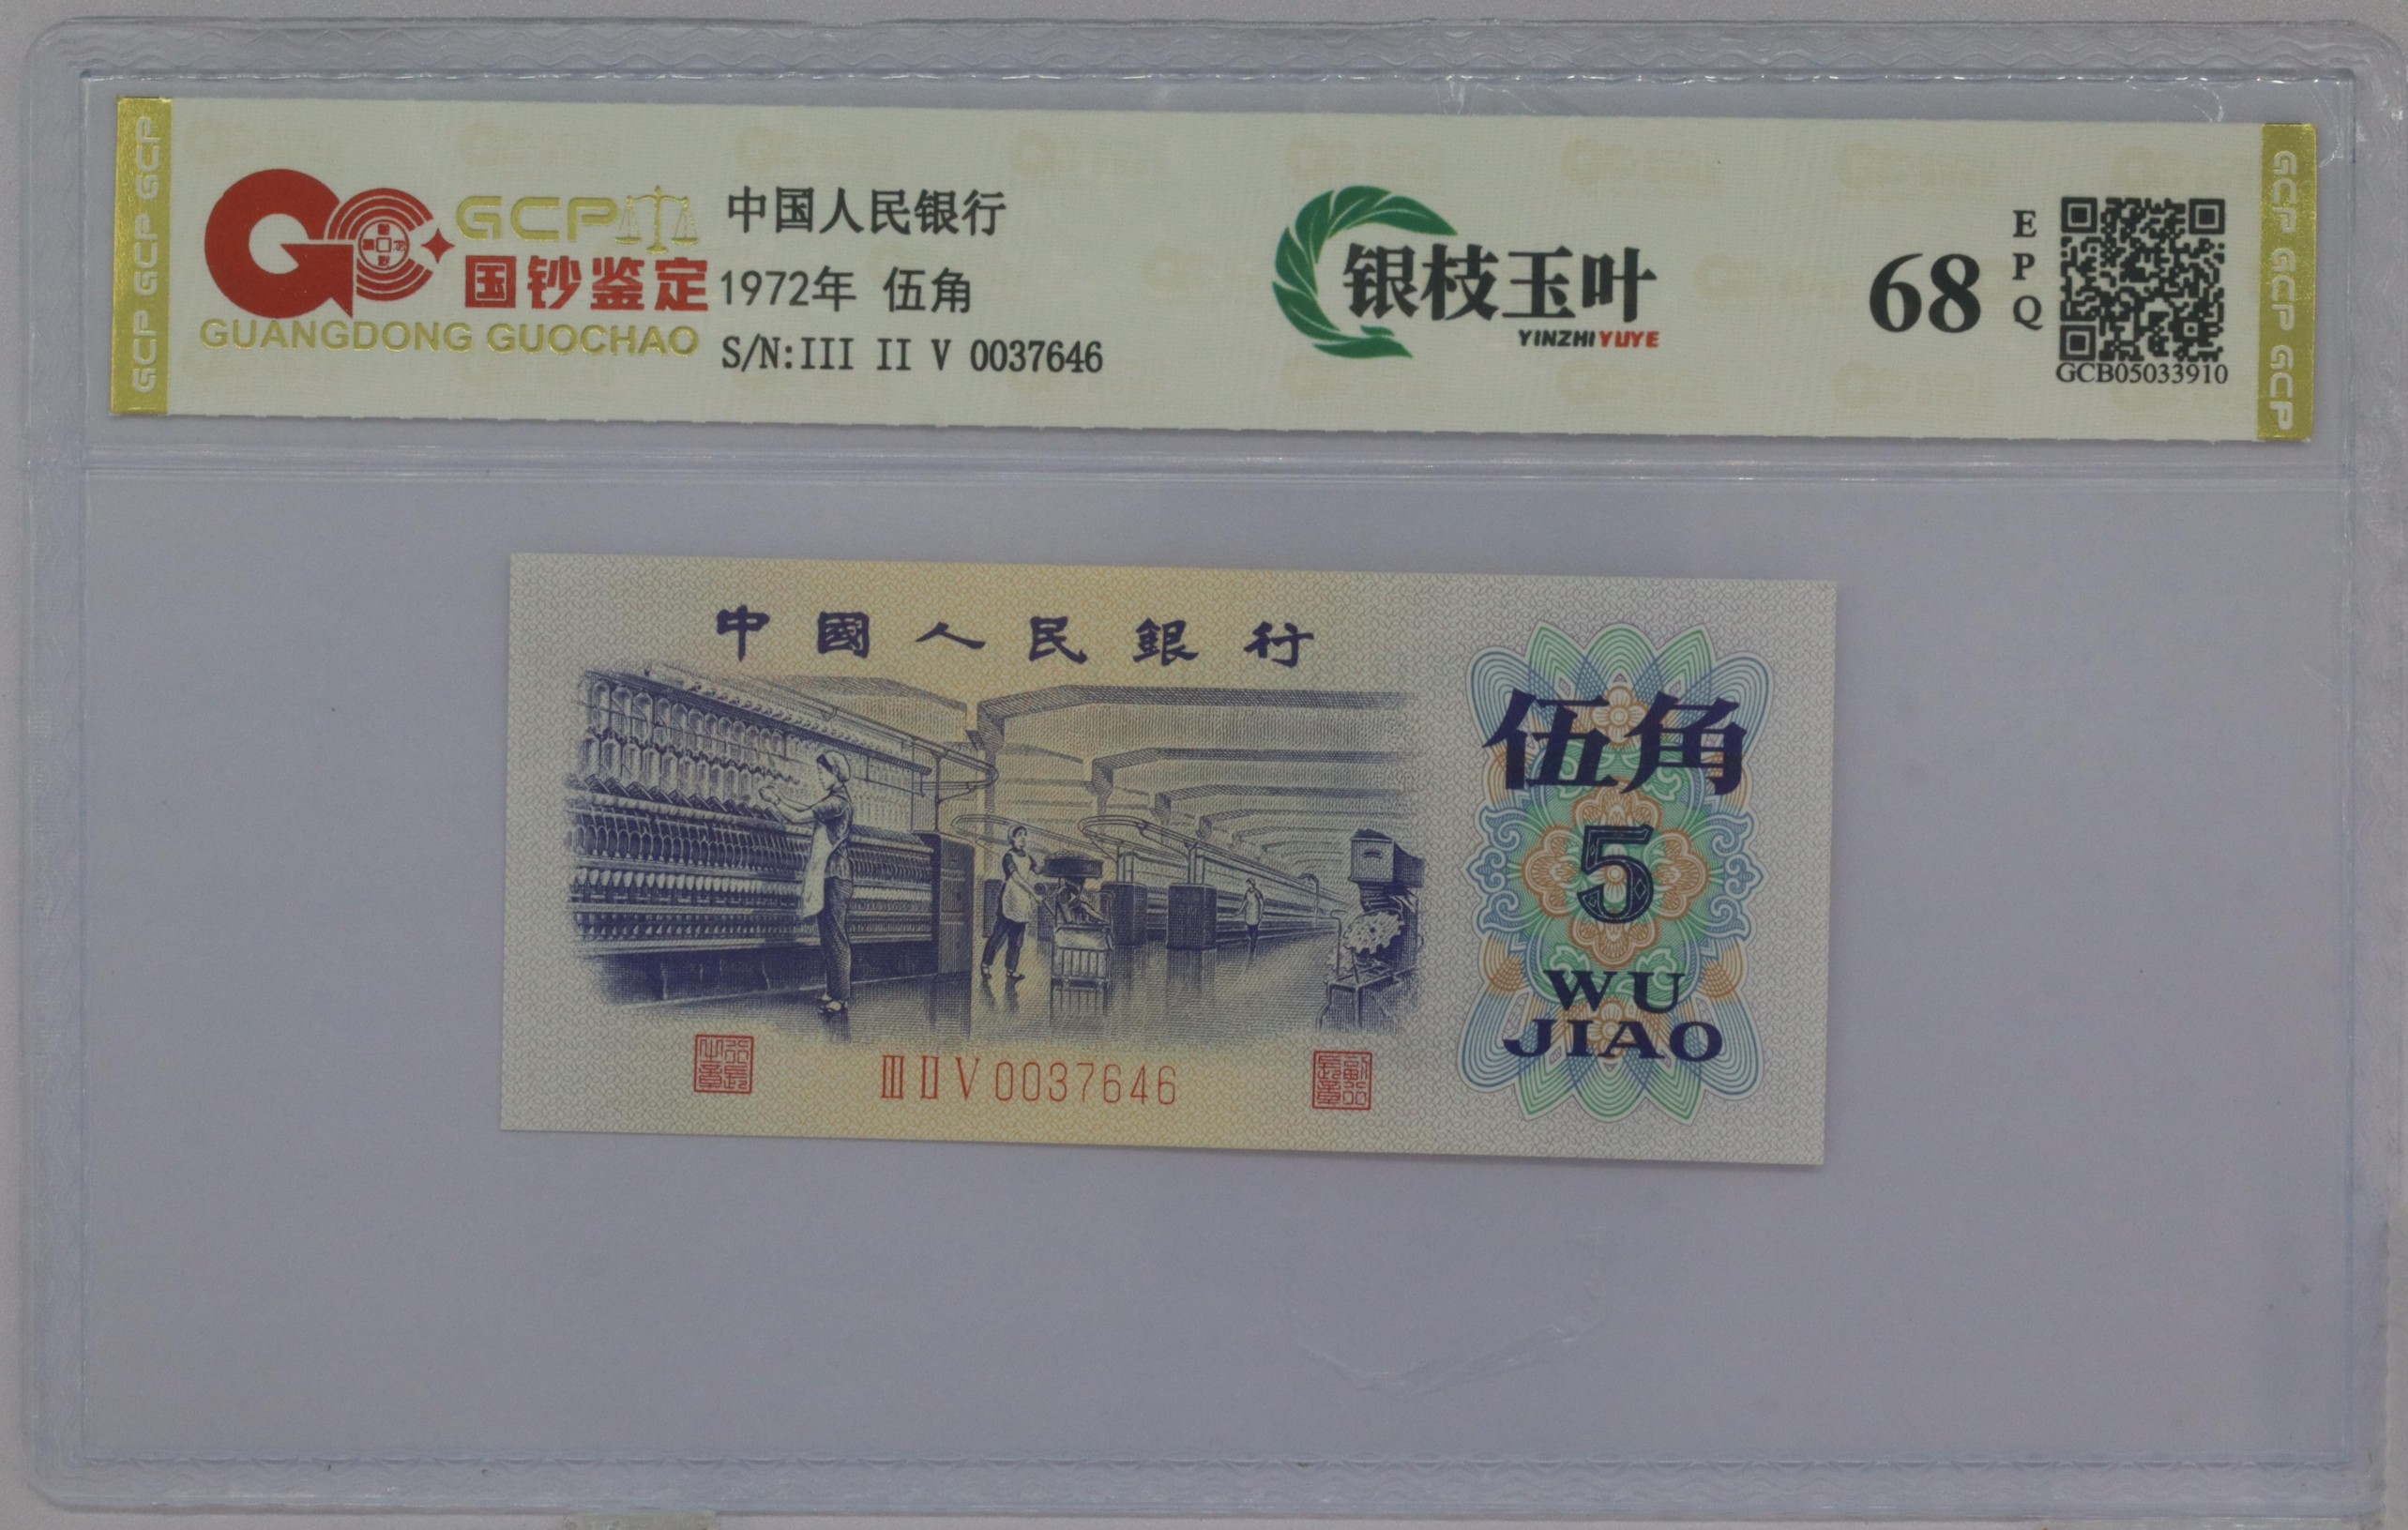 GCP GCP GCP
GCP
国钞鉴定
GUANGDONG GUOCHAO
中国人民银行
1972年 伍角
S/N:III II V 0037646
银枝玉叶
YINZHIYUYE
68
EPQ
GCB05033910
GCP GCP GCP
中國人民銀行
伍角
5
WU
JIAO
III II V 0037646